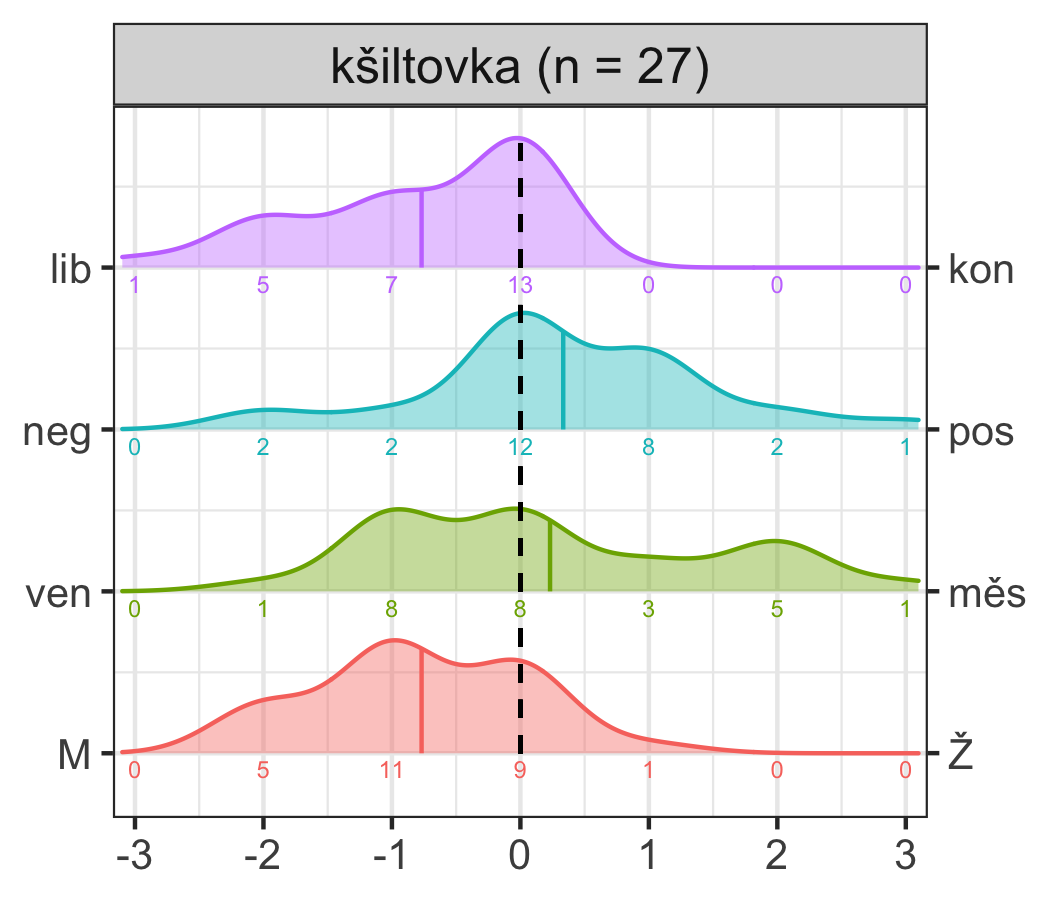 kšiltovka (n = 27)
lib kon
1 5 7 13 0 0 0
neg pos
0 2 2 12 8 2 1
ven měs
0 1 8 8 3 5 1
M Ž
0 5 11 9 1 0 0
-3 -2 -1 0 1 2 3